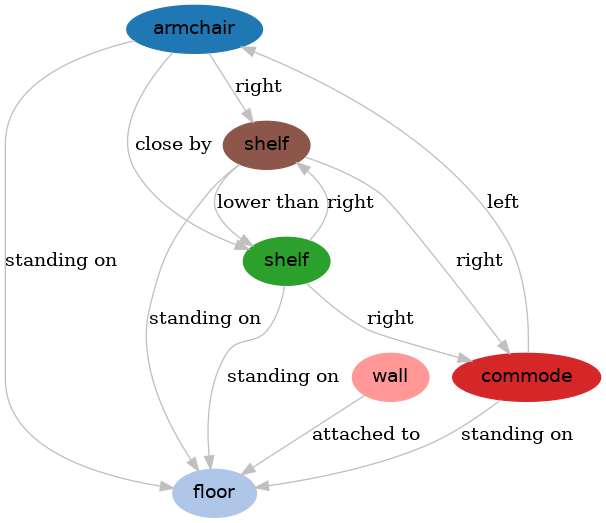 armchair
right
close by
shelf
lower than
right
left
standing on
shelf
right
standing on
right
standing on
wall
commode
attached to
standing on
floor